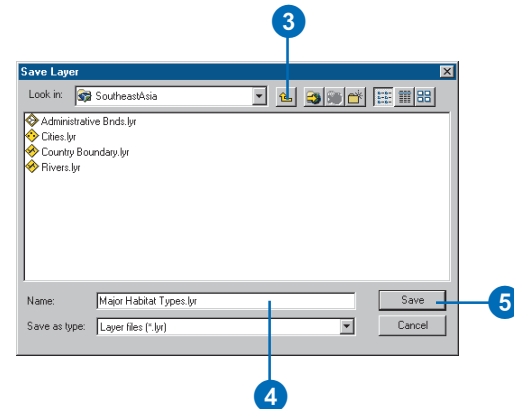 3
Save Layer
Look in: SoutheastAsia
Administrative Bnds.lyr
Cities.lyr
Country Boundary.lyr
Rivers.lyr
Name: Major Habitat Types.lyr Save 5
Save as type: Layer files (*.lyr) Cancel
4